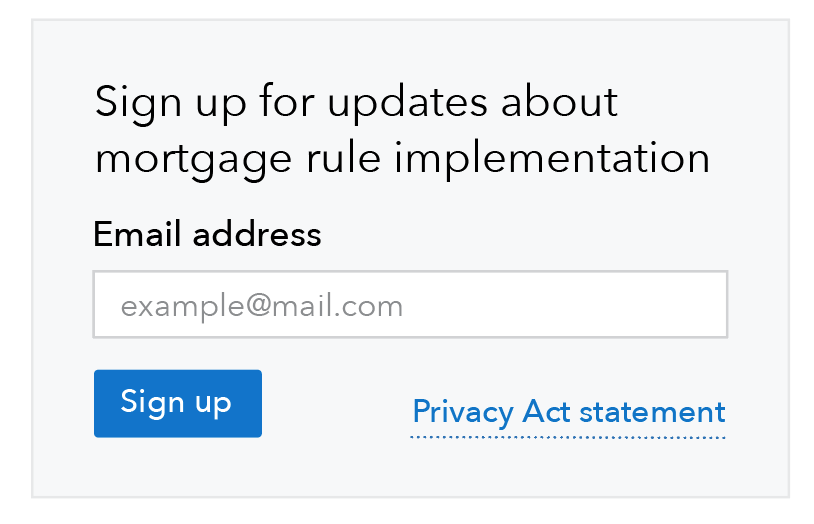 Sign up for updates about
mortgage rule implementation
Email address
example@mail.com
Sign up
Privacy Act statement